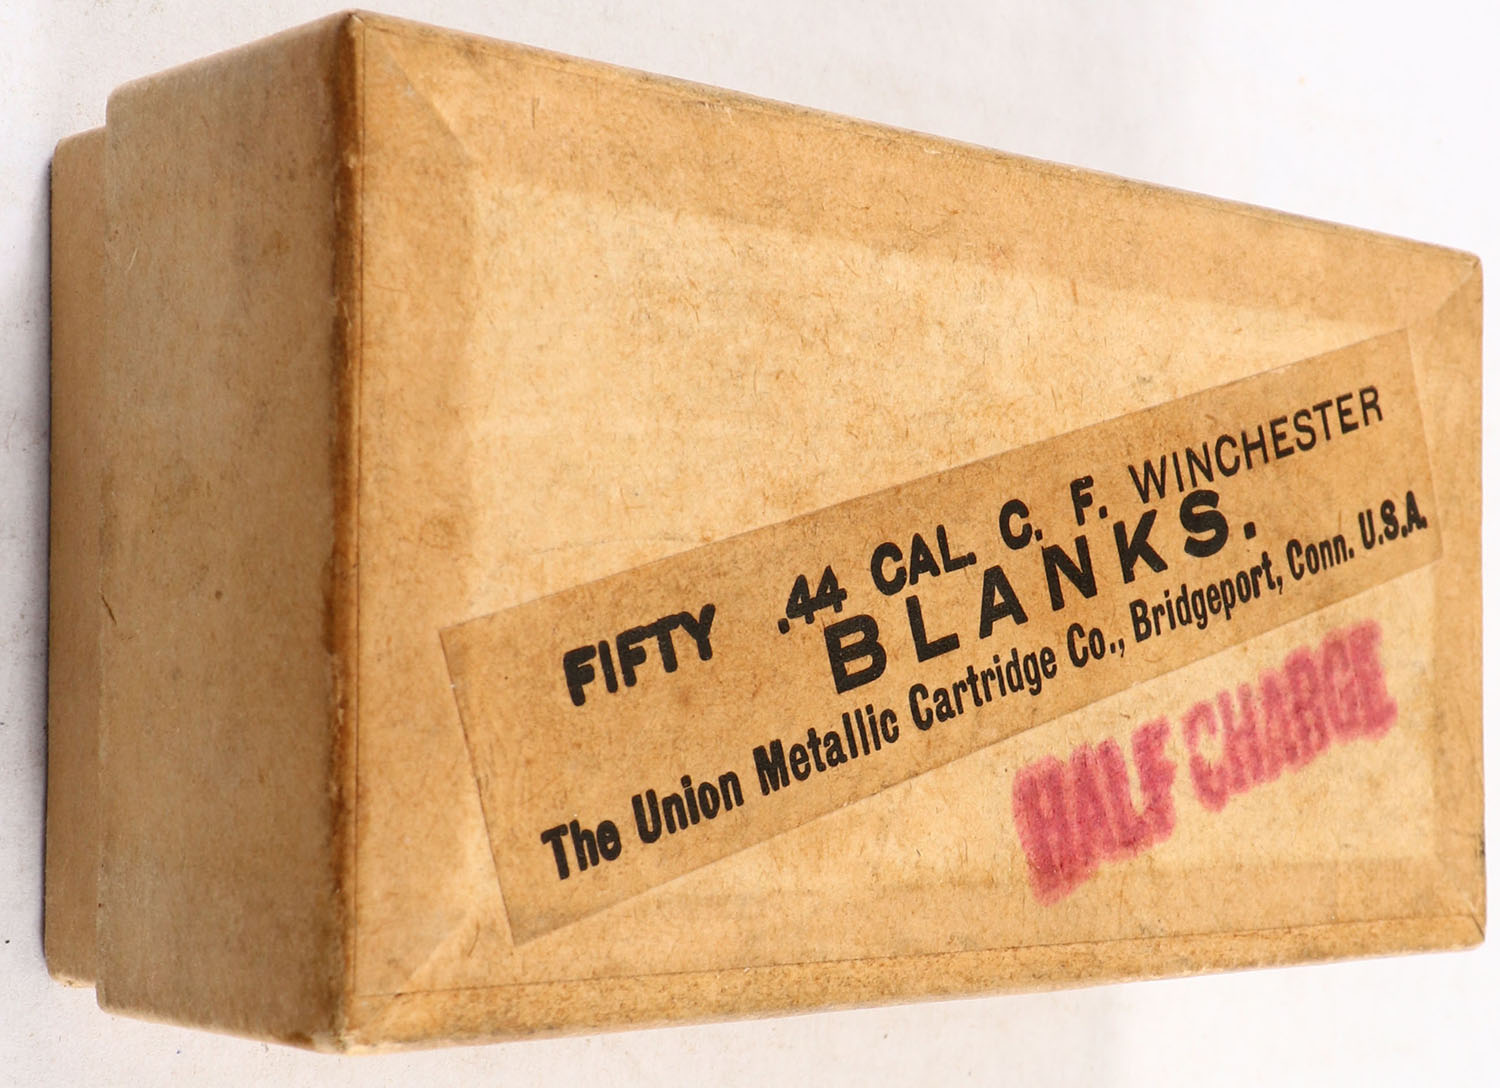 FIFTY .44 CAL. C. F. WINCHESTER
BLANKS.
The Union Metallic Cartridge Co., Bridgeport, Conn. U.S.A.
HALF CHARGE